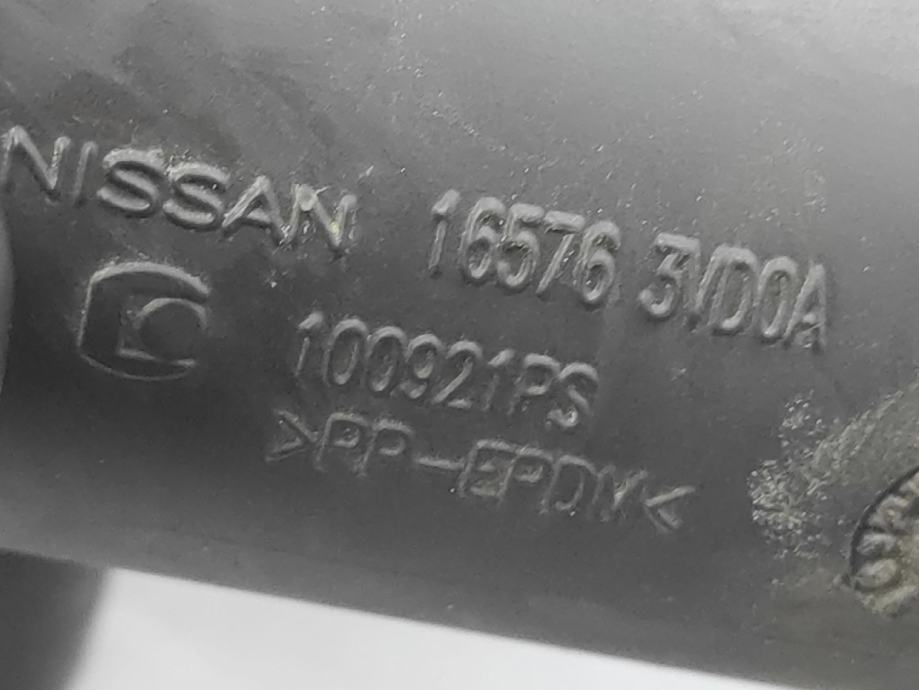 NISSAN 16576 3VD0A
100921PS
>PP-EPDM<